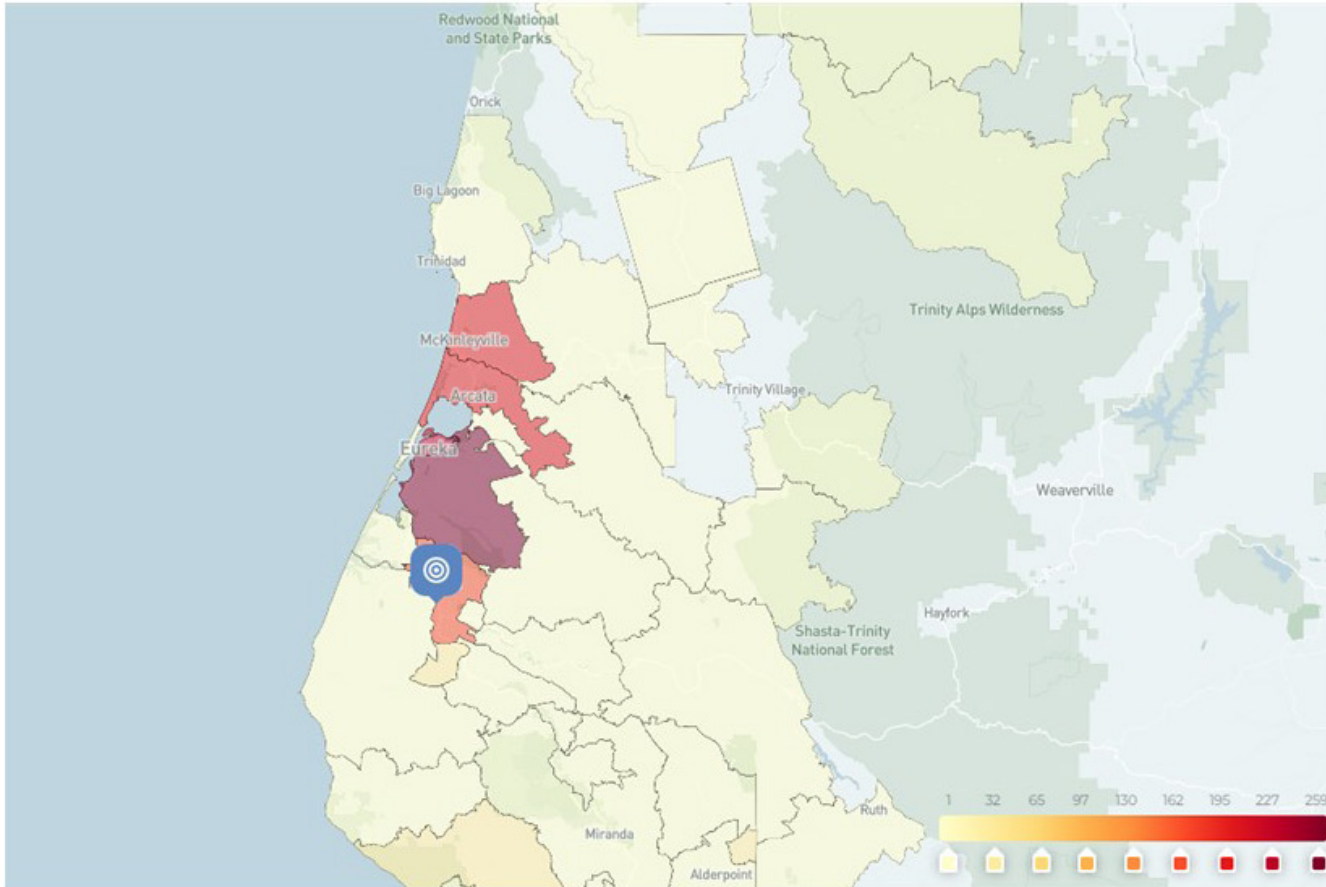 Redwood National
and State Parks
Orick
Big Lagoon
Trinidad
Trinity Alps Wilderness
McKinleyville
Trinity Village
Arcata
Eureka
Weaverville
Hayfork
Shasta-Trinity
National Forest
1 32 65 97 130 162 195 227 259
Ruth
Miranda
Alderpoint